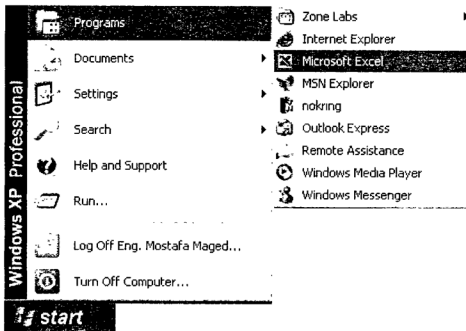 Programs
Documents
Settings
Search
Help and Support
Run...
Log Off Eng. Mostafa Maged...
Turn Off Computer...
Windows XP Professional
start
Zone Labs
Internet Explorer
Microsoft Excel
MSN Explorer
nokring
Outlook Express
Remote Assistance
Windows Media Player
Windows Messenger